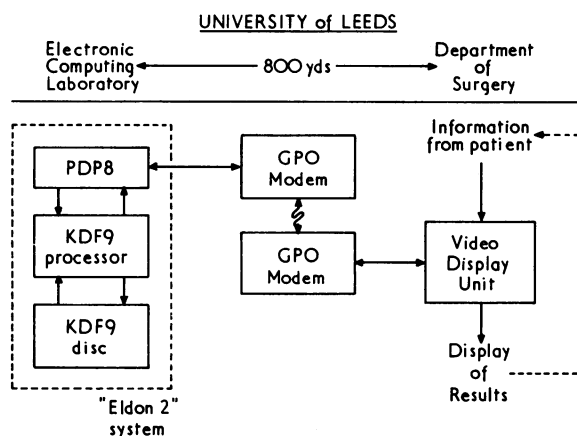 UNIVERSITY of LEEDS
Electronic
Computing
Laboratory
800 yds
Department
of
Surgery
PDP8
KDF9
processor
KDF9
disc
"Eldon 2"
system
GPO
Modem
GPO
Modem
Information
from patient
Video
Display
Unit
Display
of
Results